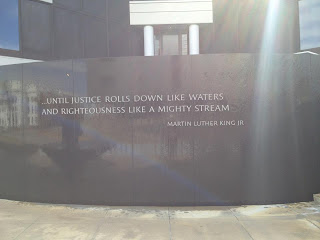 ...UNTIL JUSTICE ROLLS DOWN LIKE WATERS
AND RIGHTEOUSNESS LIKE A MIGHTY STREAM
MARTIN LUTHER KING JR